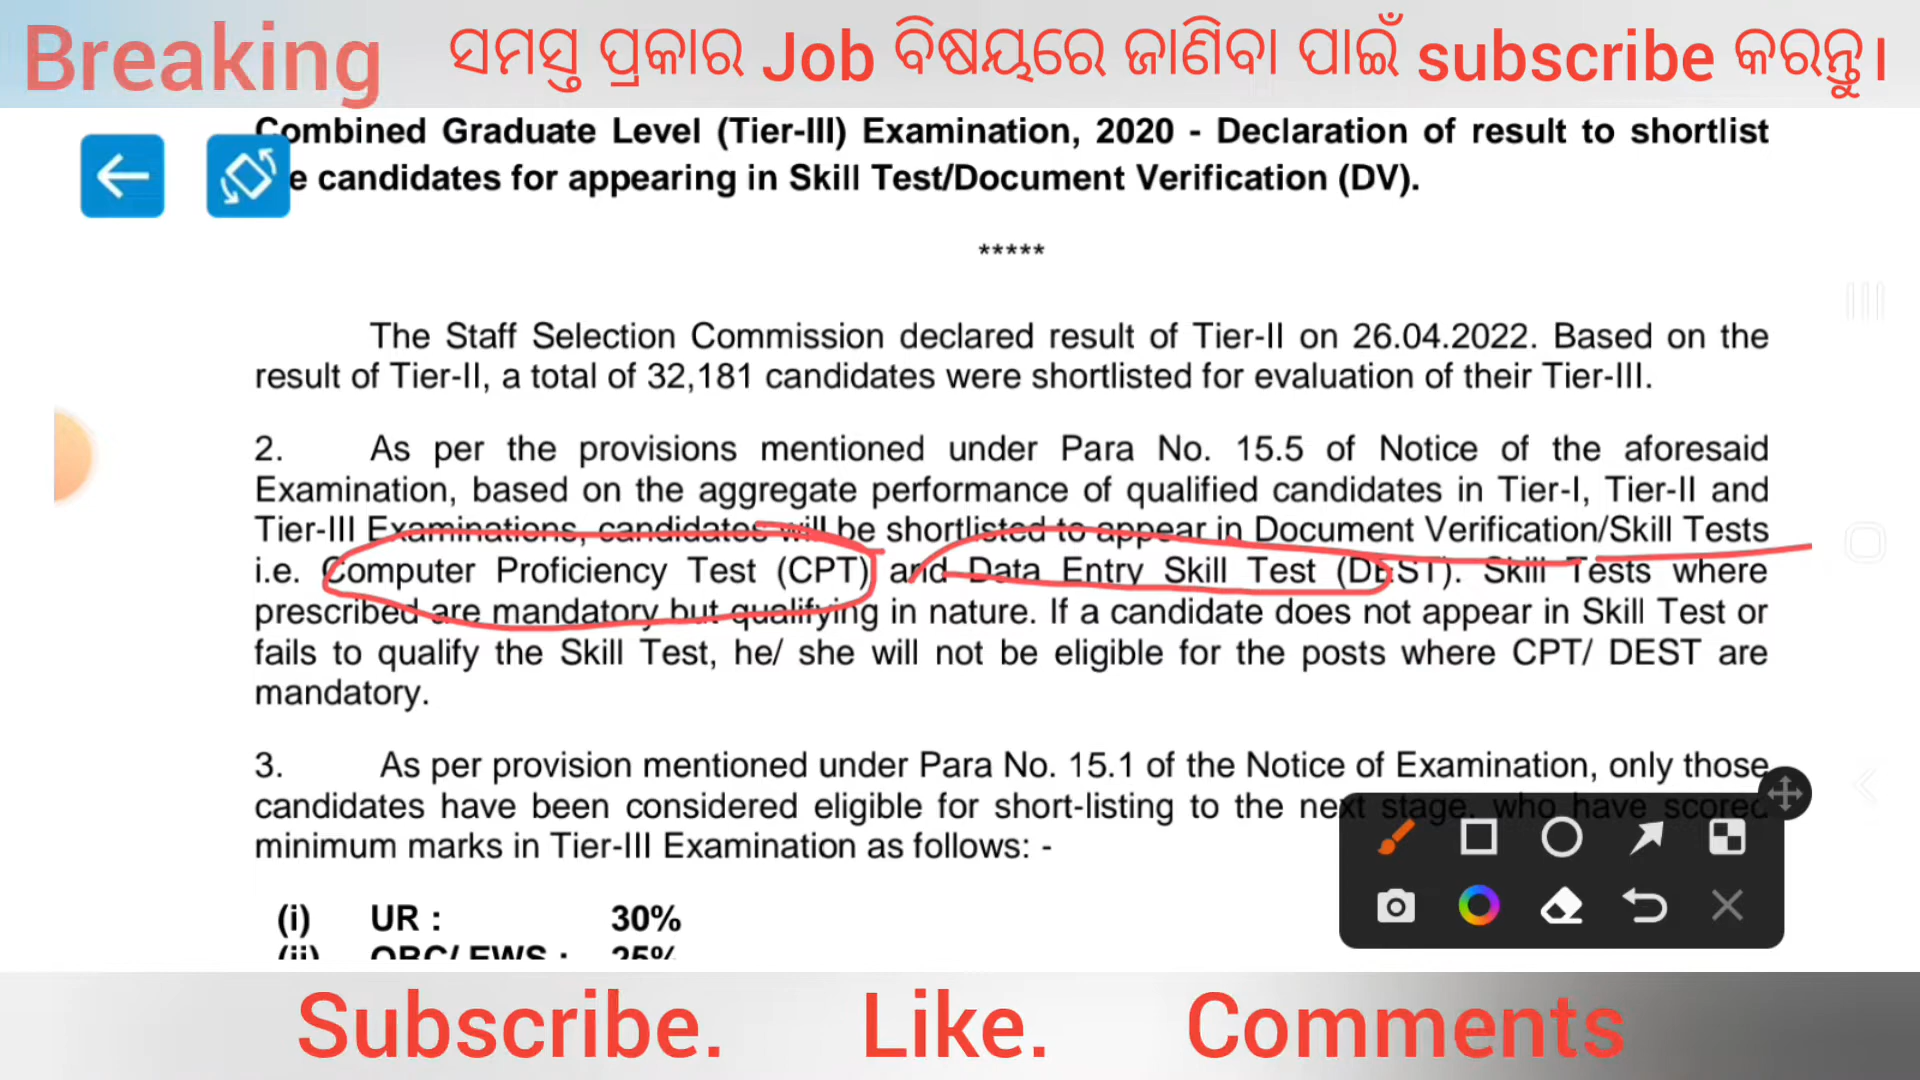 Breaking ସମସ୍ତ ପ୍ରକାର Job ବିଷୟରେ ଜାଣିବା ପାଇଁ subscribe କରନ୍ତୁ।
Combined Graduate Level (Tier-III) Examination, 2020 - Declaration of result to shortlist
e candidates for appearing in Skill Test/Document Verification (DV).
*****
The Staff Selection Commission declared result of Tier-II on 26.04.2022. Based on the
result of Tier-II, a total of 32,181 candidates were shortlisted for evaluation of their Tier-III.
2. As per the provisions mentioned under Para No. 15.5 of Notice of the aforesaid
Examination, based on the aggregate performance of qualified candidates in Tier-I, Tier-II and
Tier-III Examinations, candidates will be shortlisted to appear in Document Verification/Skill Tests
i.e. Computer Proficiency Test (CPT) and Data Entry Skill Test (DEST). Skill Tests where
prescribed are mandatory but qualifying in nature. If a candidate does not appear in Skill Test or
fails to qualify the Skill Test, he/ she will not be eligible for the posts where CPT/ DEST are
mandatory.
3. As per provision mentioned under Para No. 15.1 of the Notice of Examination, only those
candidates have been considered eligible for short-listing to the next stage, who have scored
minimum marks in Tier-III Examination as follows: -
(i) UR : 30%
(ii) OBC/ EWS : 25%
Subscribe. Like. Comments